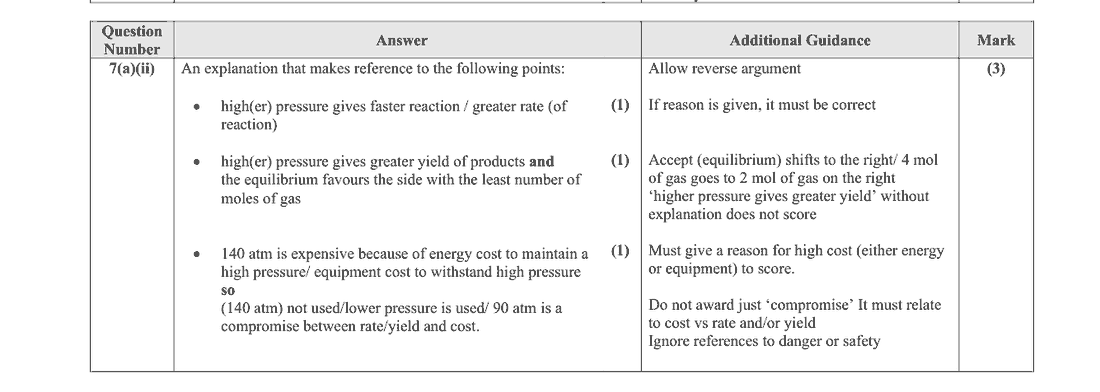 Question
Number
Answer
Additional Guidance
Mark
7(a)(ii)
An explanation that makes reference to the following points:
Allow reverse argument
(3)
• high(er) pressure gives faster reaction / greater rate (of
reaction)
(1)
If reason is given, it must be correct
• high(er) pressure gives greater yield of products and
the equilibrium favours the side with the least number of
moles of gas
(1)
Accept (equilibrium) shifts to the right/ 4 mol
of gas goes to 2 mol of gas on the right
‘higher pressure gives greater yield’ without
explanation does not score
• 140 atm is expensive because of energy cost to maintain a
high pressure/ equipment cost to withstand high pressure
so
(140 atm) not used/lower pressure is used/ 90 atm is a
compromise between rate/yield and cost.
(1)
Must give a reason for high cost (either energy
or equipment) to score.
Do not award just ‘compromise’ It must relate
to cost vs rate and/or yield
Ignore references to danger or safety